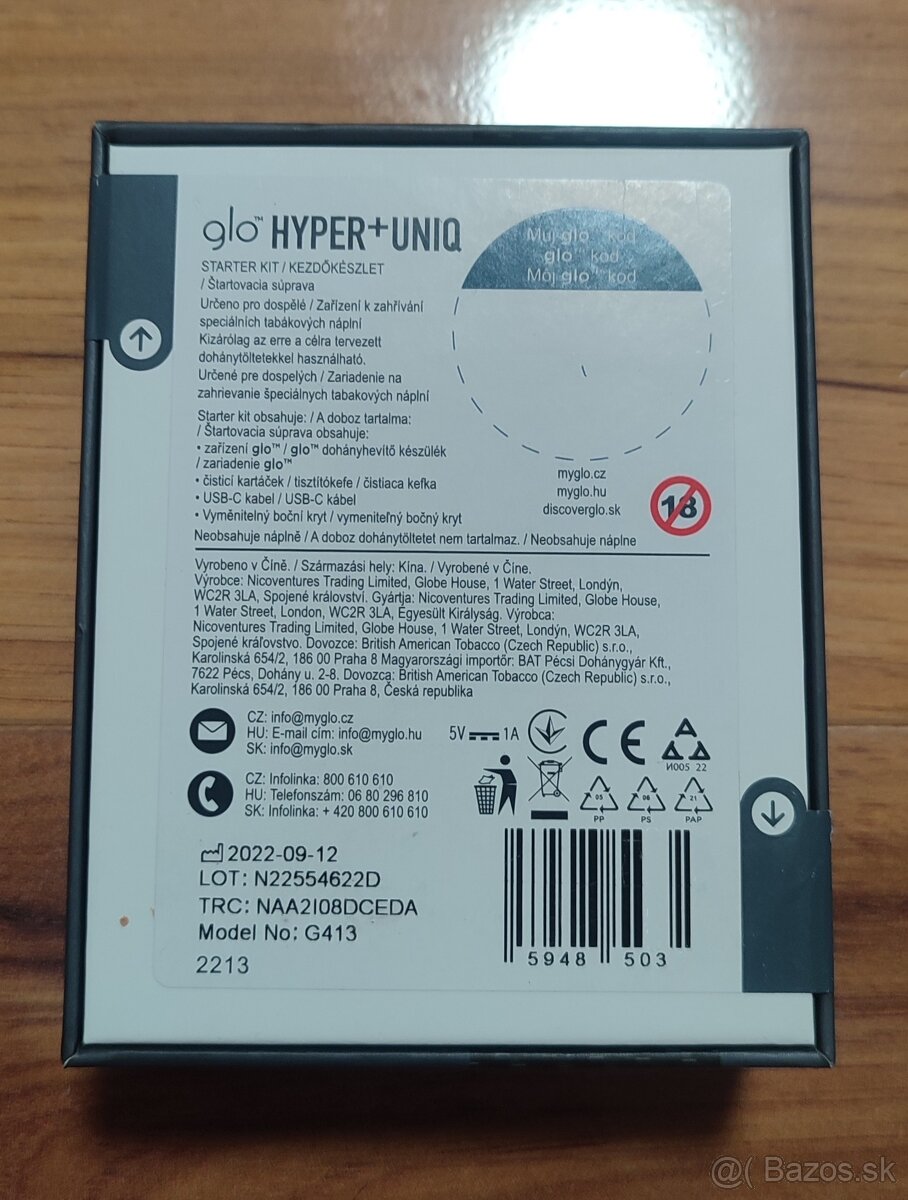 glo™ HYPER+UNIQ
STARTER KIT / KEZDŐKÉSZLET
/ Štartovacia súprava
Určeno pro dospělé / Zařízení k zahřívání
speciálních tabákových náplní
Kizárólag az erre a célra tervezett
dohánytöltetekkel használható.
Určené pre dospelých / Zariadenie na
zahrievanie špeciálnych tabakových náplní
Starter kit obsahuje: / A doboz tartalma:
/ Štartovacia súprava obsahuje:
• zařízení glo™ / glo™ dohányhevítő készülék
/ zariadenie glo™
• čisticí kartáček / tisztítókefe / čistiaca kefka
• USB-C kabel / USB-C kábel
• Vyměnitelný boční kryt / vymeniteľný bočný kryt
Neobsahuje náplně / A doboz dohánytöltetet nem tartalmaz. / Neobsahuje náplne
Můj glo™ kód
glo™ kód
Môj glo™ kód
myglo.cz
myglo.hu
discoverglo.sk
18
Vyrobeno v Číně. / Származási hely: Kína. / Vyrobené v Číne.
Výrobce: Nicoventures Trading Limited, Globe House, 1 Water Street, Londýn,
WC2R 3LA, Spojené království. Gyártja: Nicoventures Trading Limited, Globe House,
1 Water Street, London, WC2R 3LA, Egyesült Királyság. Výrobca:
Nicoventures Trading Limited, Globe House, 1 Water Street, Londýn, WC2R 3LA,
Spojené kráľovstvo. Dovozce: British American Tobacco (Czech Republic) s.r.o.,
Karolinská 654/2, 186 00 Praha 8 Magyarországi importőr: BAT Pécsi Dohánygyár Kft.,
7622 Pécs, Dohány u. 2-8. Dovozca: British American Tobacco (Czech Republic) s.r.o.,
Karolinská 654/2, 186 00 Praha 8, Česká republika
CZ: info@myglo.cz
HU: E-mail cím: info@myglo.hu
SK: info@myglo.sk
5V 1A
CE
И005 22
CZ: Infolinka: 800 610 610
HU: Telefonszám: 06 80 296 810
SK: Infolinka: + 420 800 610 610
05 06 21
PP PS PAP
2022-09-12
LOT: N22554622D
TRC: NAA2I08DCEDA
Model No: G413
2213
5948 503
@( Bazos.sk